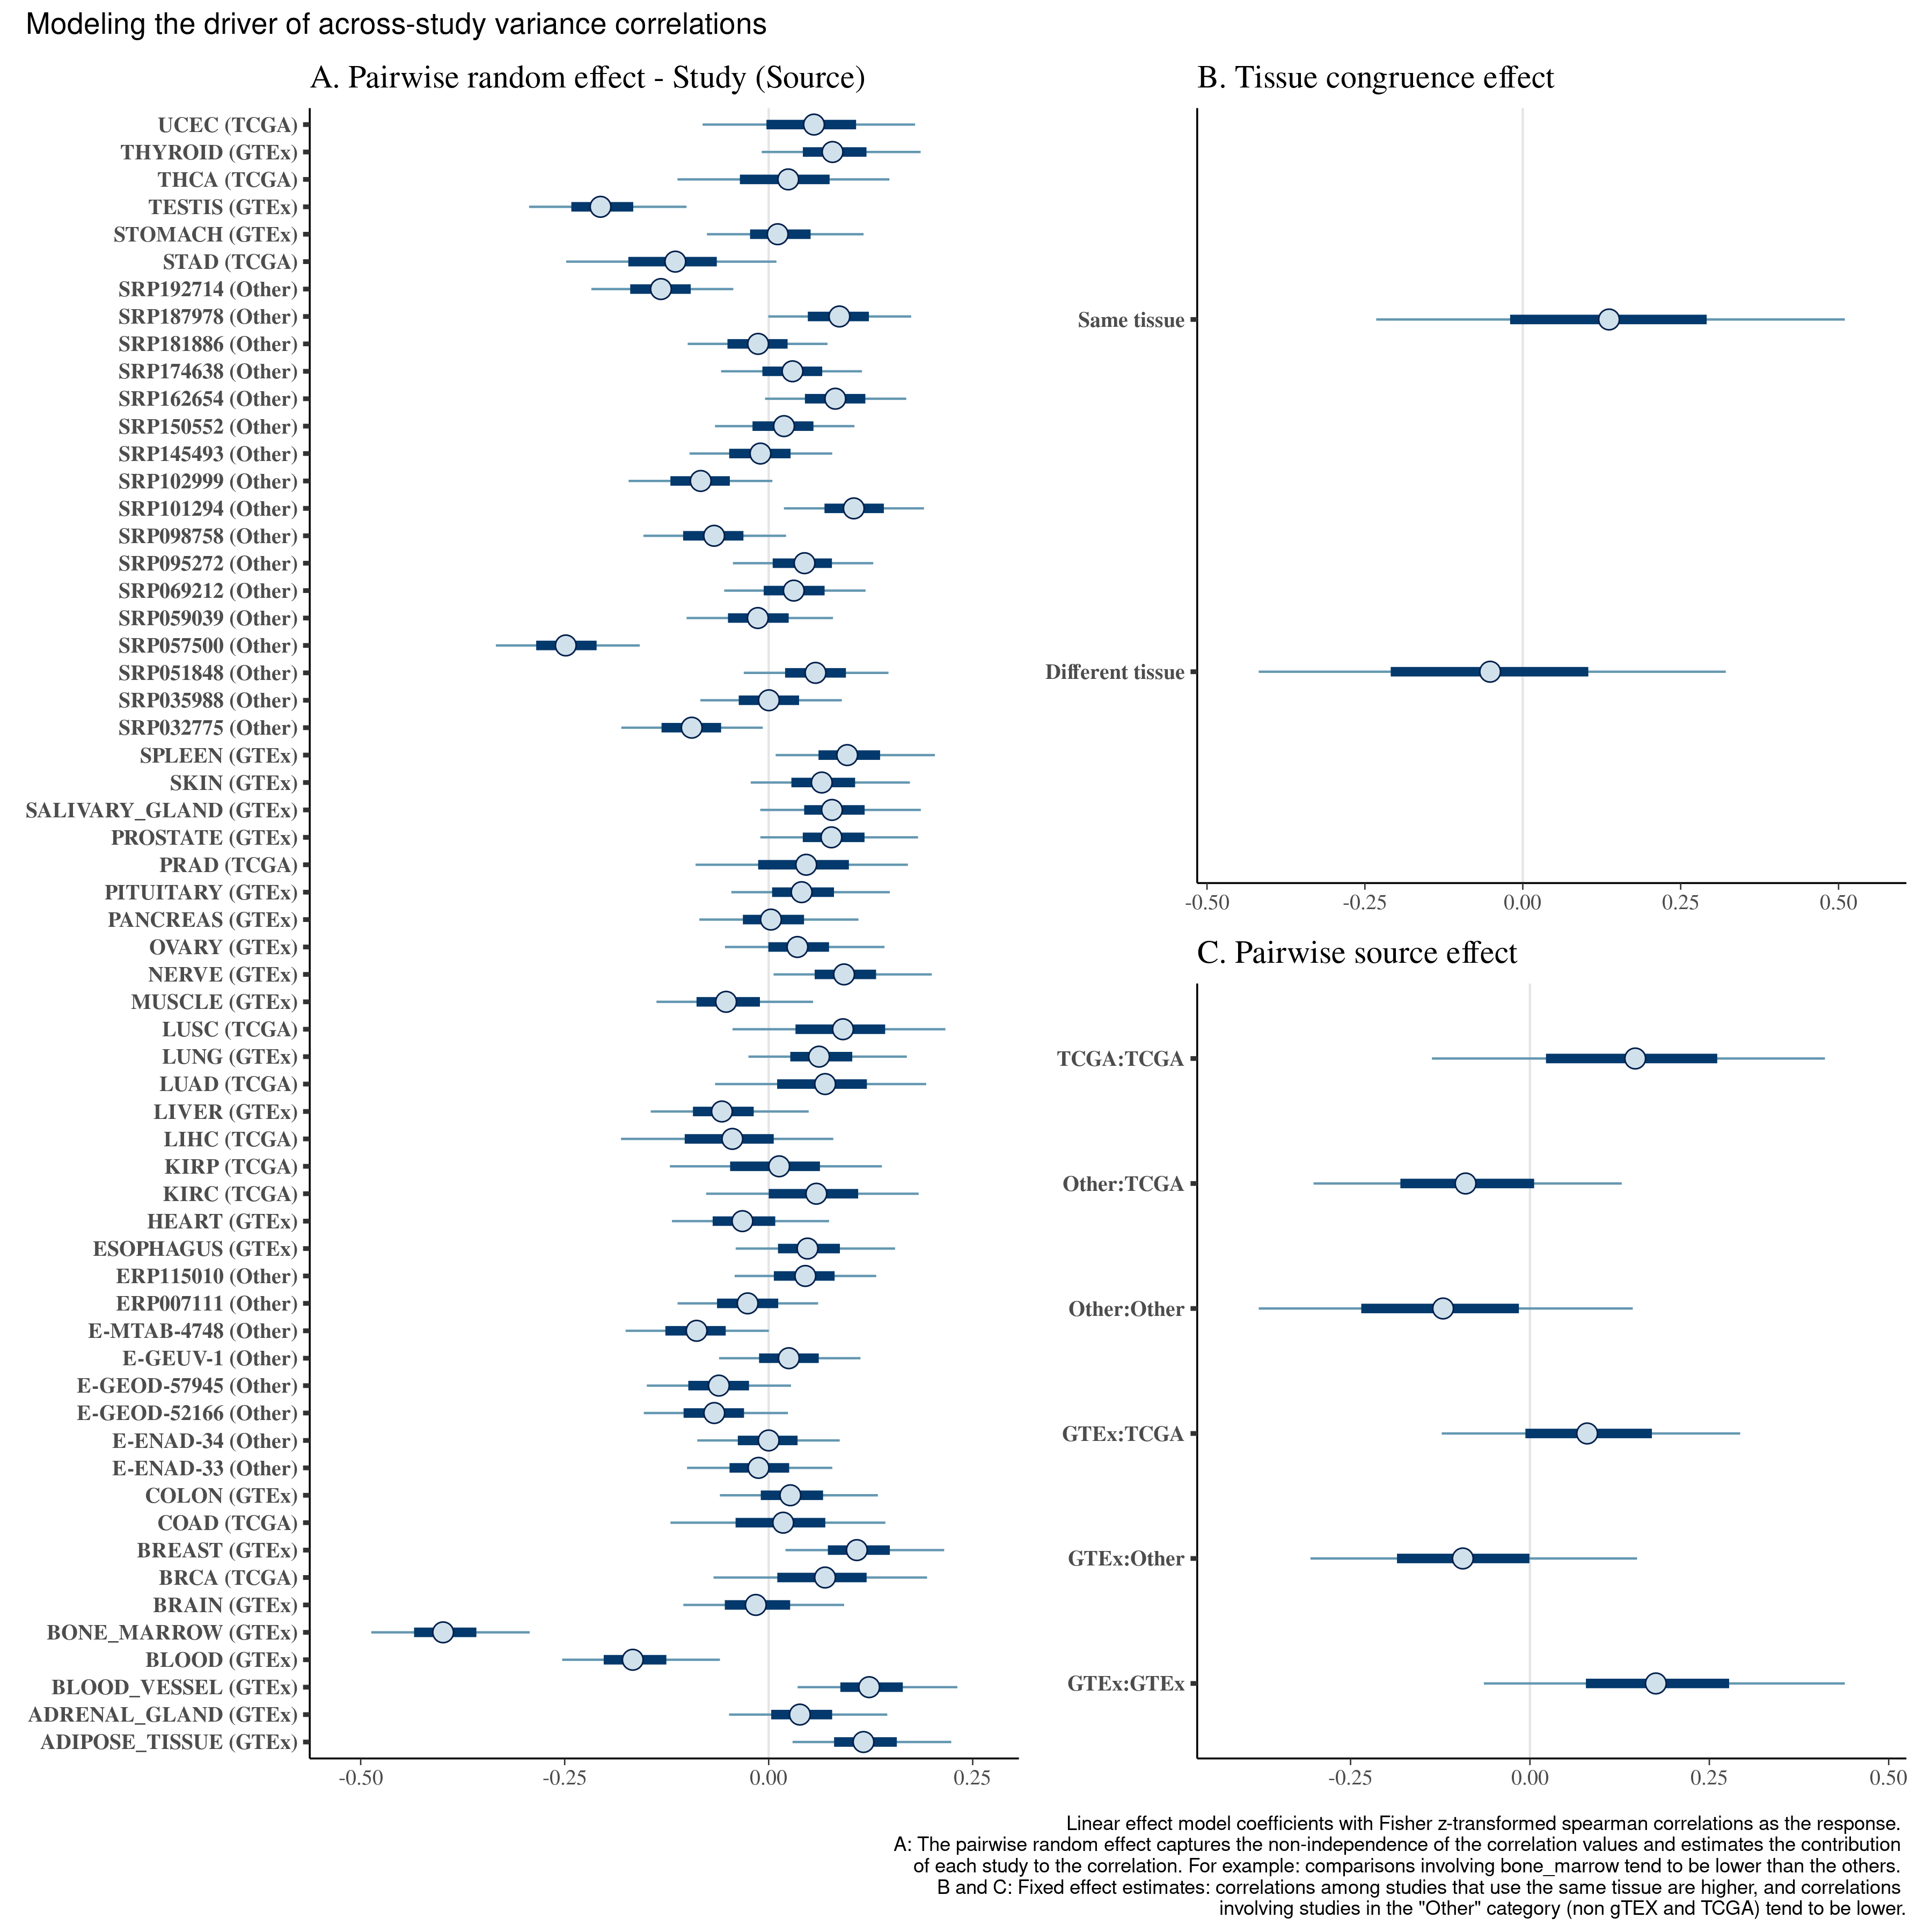 Modeling the driver of across-study variance correlations
A. Pairwise random effect - Study (Source)
UCEC (TCGA)
THYROID (GTEx)
THCA (TCGA)
TESTIS (GTEx)
STOMACH (GTEx)
STAD (TCGA)
SRP192714 (Other)
SRP187978 (Other)
SRP181886 (Other)
SRP174638 (Other)
SRP162654 (Other)
SRP150552 (Other)
SRP145493 (Other)
SRP102999 (Other)
SRP101294 (Other)
SRP098758 (Other)
SRP095272 (Other)
SRP069212 (Other)
SRP059039 (Other)
SRP057500 (Other)
SRP051848 (Other)
SRP035988 (Other)
SRP032775 (Other)
SPLEEN (GTEx)
SKIN (GTEx)
SALIVARY_GLAND (GTEx)
PROSTATE (GTEx)
PRAD (TCGA)
PITUITARY (GTEx)
PANCREAS (GTEx)
OVARY (GTEx)
NERVE (GTEx)
MUSCLE (GTEx)
LUSC (TCGA)
LUNG (GTEx)
LUAD (TCGA)
LIVER (GTEx)
LIHC (TCGA)
KIRP (TCGA)
KIRC (TCGA)
HEART (GTEx)
ESOPHAGUS (GTEx)
ERP115010 (Other)
ERP007111 (Other)
E-MTAB-4748 (Other)
E-GEUV-1 (Other)
E-GEOD-57945 (Other)
E-GEOD-52166 (Other)
E-ENAD-34 (Other)
E-ENAD-33 (Other)
COLON (GTEx)
COAD (TCGA)
BREAST (GTEx)
BRCA (TCGA)
BRAIN (GTEx)
BONE_MARROW (GTEx)
BLOOD (GTEx)
BLOOD_VESSEL (GTEx)
ADRENAL_GLAND (GTEx)
ADIPOSE_TISSUE (GTEx)
-0.50 -0.25 0.00 0.25
B. Tissue congruence effect
Same tissue
Different tissue
-0.50 -0.25 0.00 0.25 0.50
C. Pairwise source effect
TCGA:TCGA
Other:TCGA
Other:Other
GTEx:TCGA
GTEx:Other
GTEx:GTEx
-0.25 0.00 0.25 0.50
Linear effect model coefficients with Fisher z-transformed spearman correlations as the response.
A: The pairwise random effect captures the non-independence of the correlation values and estimates the contribution
of each study to the correlation. For example: comparisons involving bone_marrow tend to be lower than the others.
B and C: Fixed effect estimates: correlations among studies that use the same tissue are higher, and correlations
involving studies in the "Other" category (non gTEX and TCGA) tend to be lower.